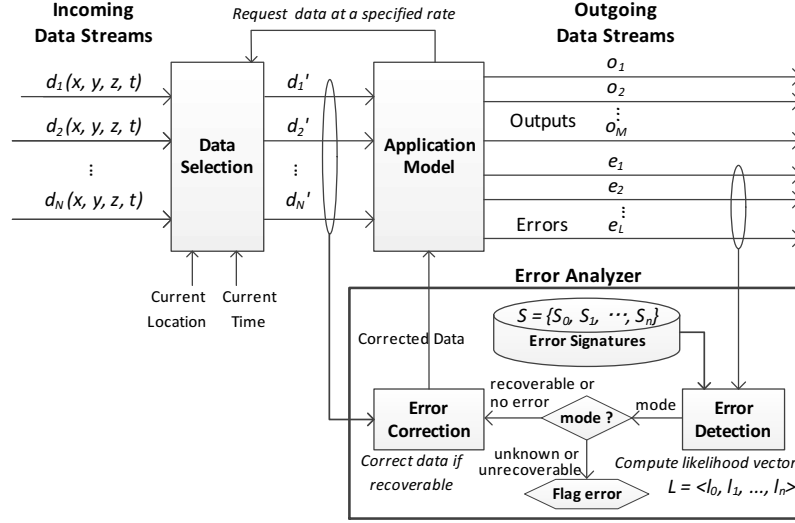 Incoming
Data Streams
Request data at a specified rate
Outgoing
Data Streams
d1(x, y, z, t)
d2(x, y, z, t)
⋮
dN(x, y, z, t)
Data
Selection
d1'
d2'
⋮
dN'
Application
Model
o1
o2
⋮
Outputs
oM
e1
e2
⋮
Errors
eL
Current
Location
Current
Time
Error Analyzer
S = {S0, S1, ⋯, Sn}
Error Signatures
Corrected Data
recoverable or
no error
Error
Correction
mode ?
mode
Error
Detection
Correct data if
recoverable
unknown or
unrecoverable
Flag error
Compute likelihood vector
L = <l0, l1, ..., ln>